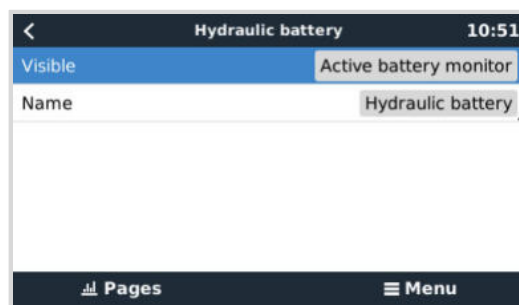 Hydraulic battery 10:51
Visible Active battery monitor
Name Hydraulic battery
Pages Menu